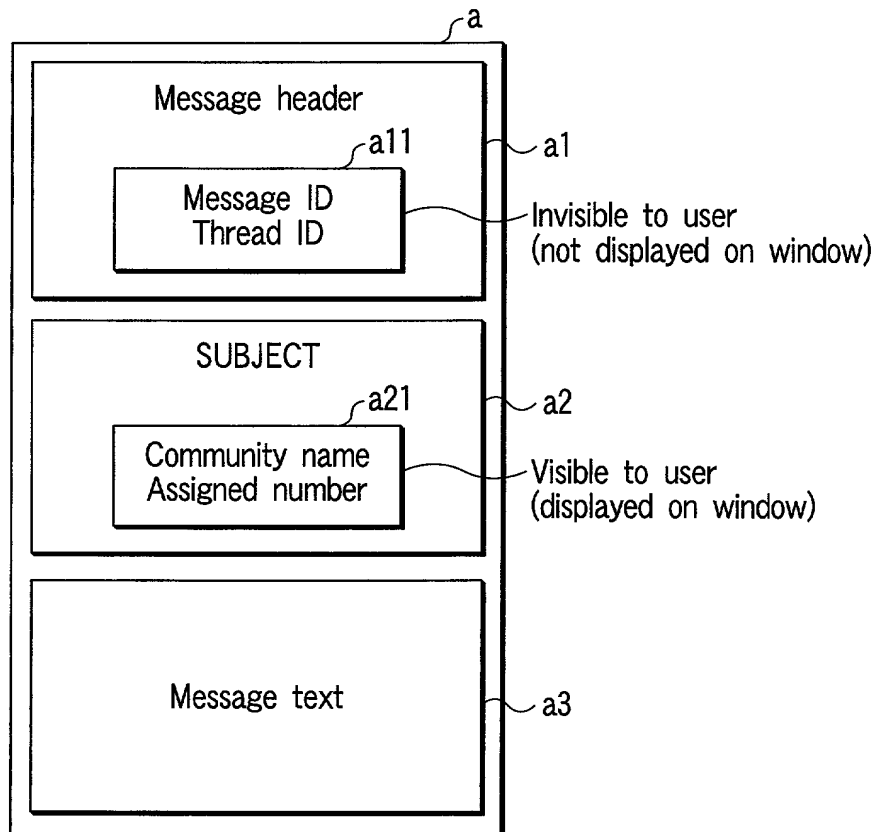 a
Message header
a11
a1
Message ID
Thread ID
Invisible to user
(not displayed on window)
SUBJECT
a21
a2
Community name
Assigned number
Visible to user
(displayed on window)
Message text
a3